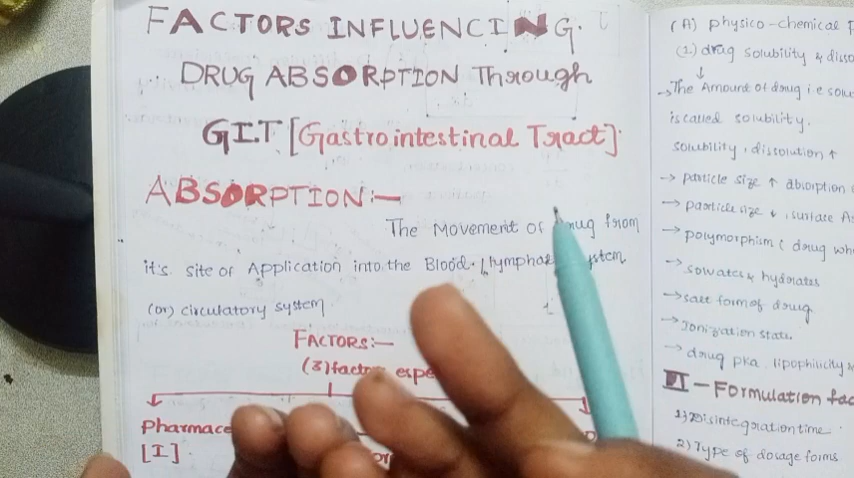 FACTORS INFLUENCING.
DRUG ABSORPTION Through
GIT [Gastrointestinal Tract].
ABSORPTION:-
The Movement of from
it's site of Application into the Blood.
(or) circulatory system.
FACTORS:-
(3)
[I]
(A) physico-chemical
(1) drug solubility &
→ The Amount of drug i.e
is called solubility.
solubility, dissolution ↑
→ particle size ↑
→ particle size ↓, surface
→ polymorphism ( drug
→ solvates & hydrates
→ salt form of drug
→ Ionization state.
→ drug pka, lipophilicity
II - Formulation
1) Disintegration time
2) Type of dosage forms